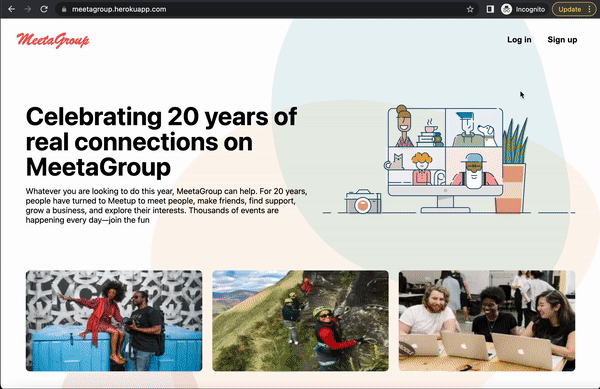 meetagroup.herokuapp.com
Incognito
Update
MeetaGroup
Log in
Sign up
Celebrating 20 years of
real connections on
MeetaGroup
Whatever you are looking to do this year, MeetaGroup can help. For 20 years,
people have turned to Meetup to meet people, make friends, find support,
grow a business, and explore their interests. Thousands of events are
happening every day—join the fun